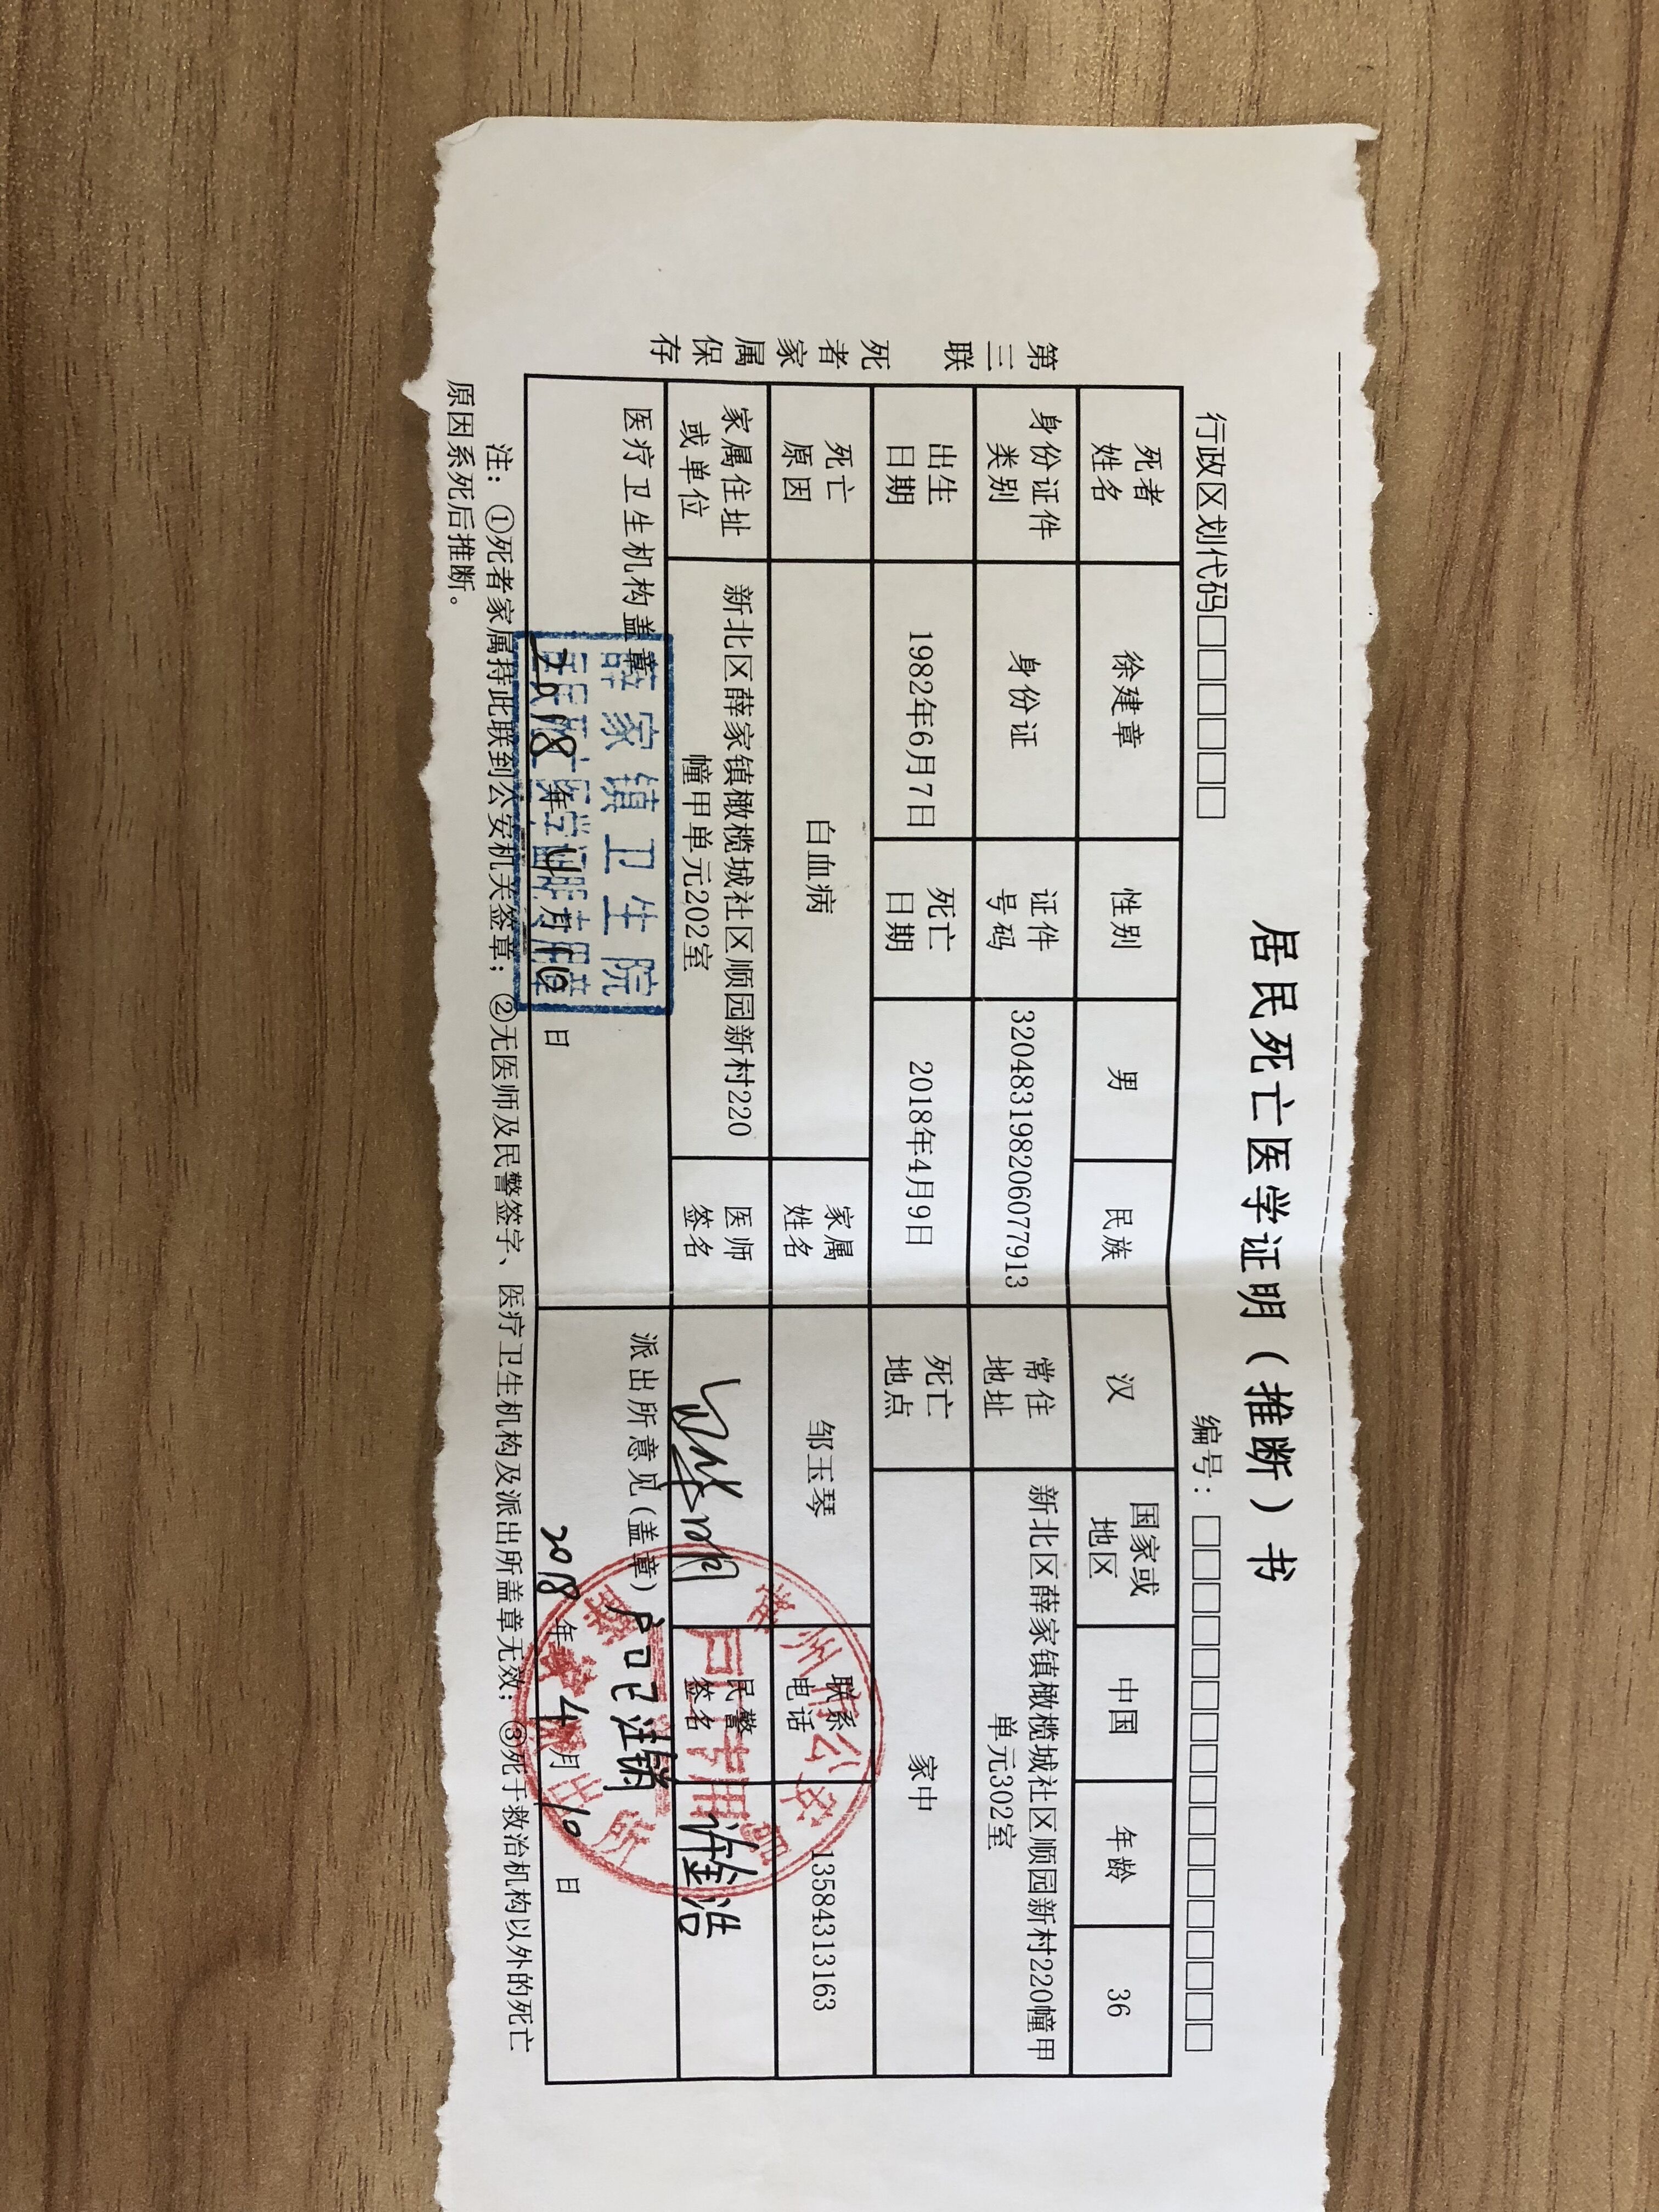 居民死亡医学证明（推断）书
行政区划代码□□□□□□ 编号：□□□□□□□□□□□□□□□□
第三联 死者家属保存
死者姓名 徐建章 性别 男 民族 汉 国家或地区 中国 年龄 36
身份证件类别 身份证 证件号码 320483198206077913 常住地址 新北区薛家镇橄榄城社区顺园新村220幢甲
单元302室
出生日期 1982年6月7日 死亡日期 2018年4月9日 死亡地点 家中
死亡原因 白血病 家属姓名 邹玉琴 联系电话 13584313163
家属住址或单位 新北区薛家镇橄榄城社区顺园新村220
幢甲单元202室 医师签名 民警签名
医疗卫生机构盖章 派出所意见(盖章) 户口已注销
薛家镇卫生院
2018年4月10日 2018年4月10日
注：①死者家属持此联到公安机关签章；②无医师及民警签字、医疗卫生机构及派出所盖章无效；③死于救治机构以外的死亡
原因系死后推断。